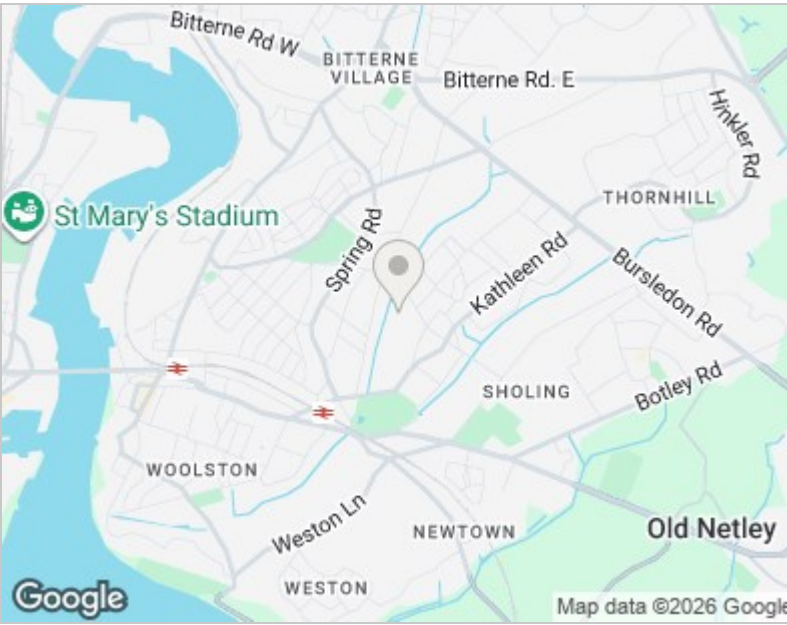 Bitterne Rd W
BITTERNE
VILLAGE
Bitterne Rd. E
Hinkler Rd
St Mary's Stadium
THORNHILL
Spring Rd
Kathleen Rd
Bursledon Rd
SHOLING
Botley Rd
WOOLSTON
Weston Ln
NEWTOWN
Old Netley
WESTON
Google
Map data ©2026 Google